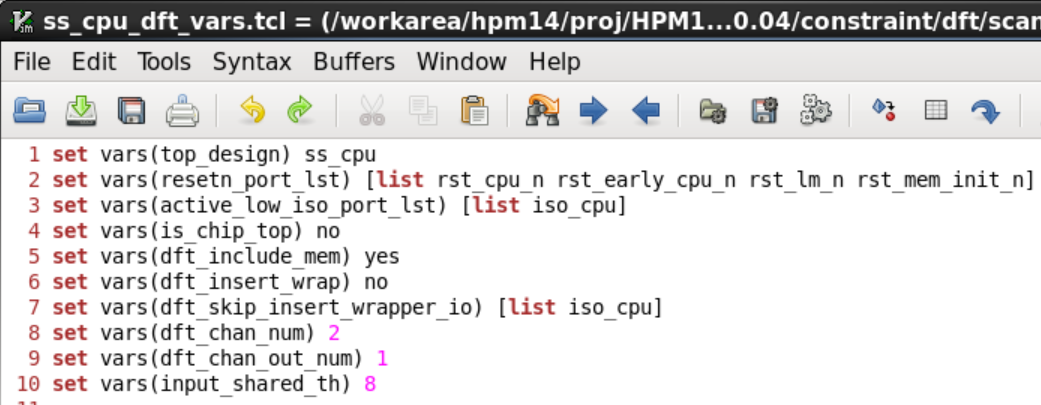 ss_cpu_dft_vars.tcl = (/workarea/hpm14/proj/HPM1...0.04/constraint/dft/scan
File Edit Tools Syntax Buffers Window Help
1 set vars(top_design) ss_cpu
2 set vars(resetn_port_lst) [list rst_cpu_n rst_early_cpu_n rst_lm_n rst_mem_init_n]
3 set vars(active_low_iso_port_lst) [list iso_cpu]
4 set vars(is_chip_top) no
5 set vars(dft_include_mem) yes
6 set vars(dft_insert_wrap) no
7 set vars(dft_skip_insert_wrapper_io) [list iso_cpu]
8 set vars(dft_chan_num) 2
9 set vars(dft_chan_out_num) 1
10 set vars(input_shared_th) 8